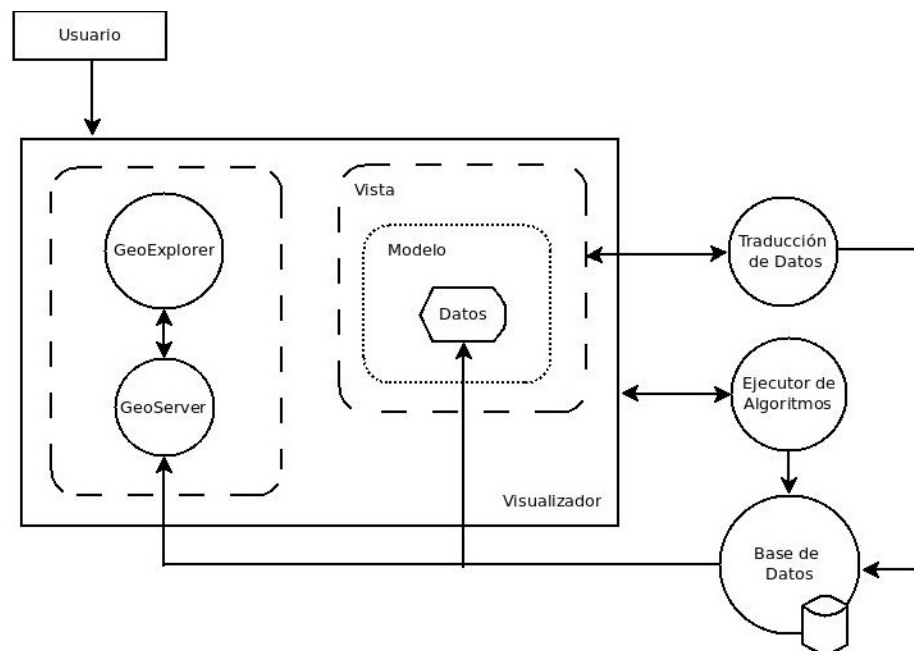 Usuario
GeoExplorer
GeoServer
Vista
Modelo
Datos
Visualizador
Traducción
de Datos
Ejecutor de
Algoritmos
Base de
Datos